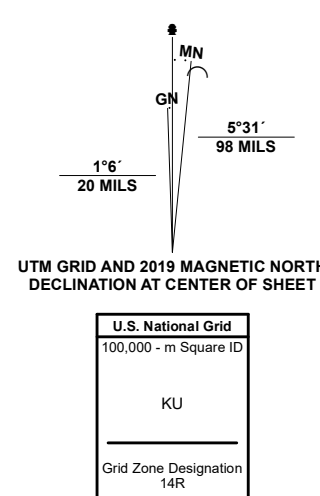 MN
GN
5°31´
98 MILS
1°6´
20 MILS
UTM GRID AND 2019 MAGNETIC NORTH
DECLINATION AT CENTER OF SHEET
U.S. National Grid
100,000 - m Square ID
KU
Grid Zone Designation
14R